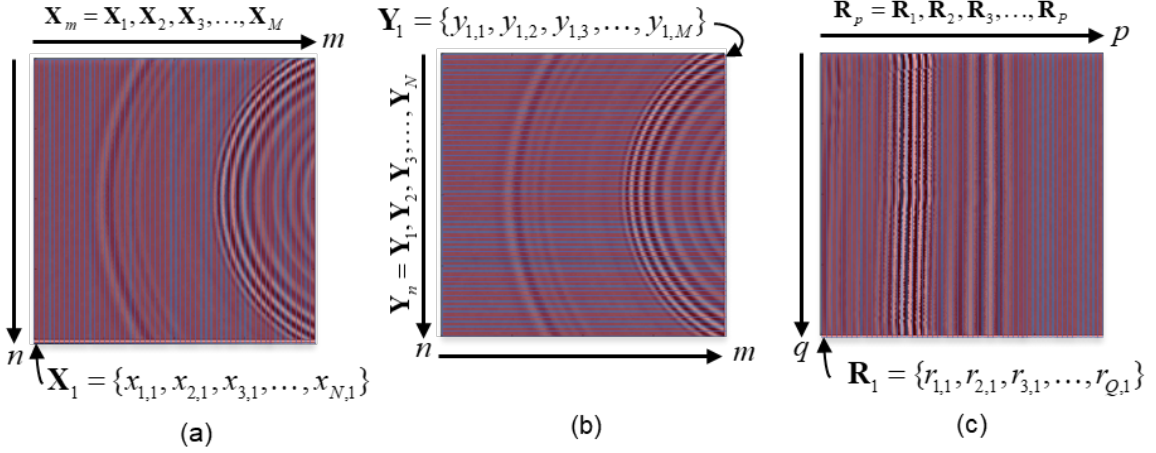 X_m = X_1, X_2, X_3, ..., X_M
m
n
X_1 = {x_{1,1}, x_{2,1}, x_{3,1}, ..., x_{N,1}}
(a)
Y_1 = {y_{1,1}, y_{1,2}, y_{1,3}, ..., y_{1,M}}
Y_n = Y_1, Y_2, Y_3, ..., Y_N
n
m
(b)
R_p = R_1, R_2, R_3, ..., R_P
p
q
R_1 = {r_{1,1}, r_{2,1}, r_{3,1}, ..., r_{Q,1}}
(c)